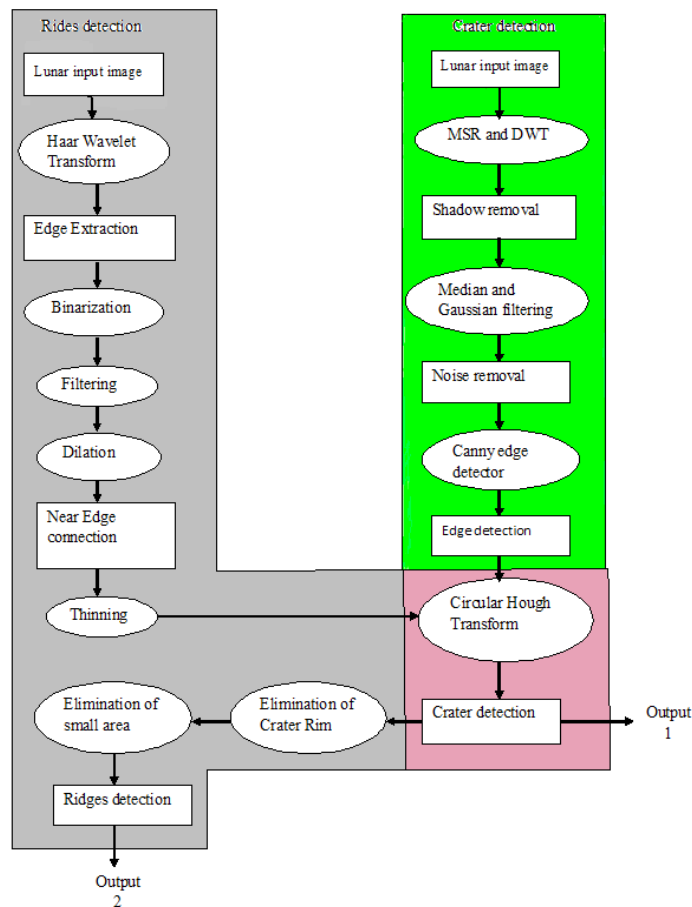 Rides detection
Lunar input image
Haar Wavelet
Transform
Edge Extraction
Binarization
Filtering
Dilation
Near Edge
connection
Thinning
Crater detection
Lunar input image
MSR and DWT
Shadow removal
Median and
Gaussian filtering
Noise removal
Canny edge
detector
Edge detection
Circular Hough
Transform
Crater detection
Output
1
Elimination of
Crater Rim
Elimination of
small area
Ridges detection
Output
2